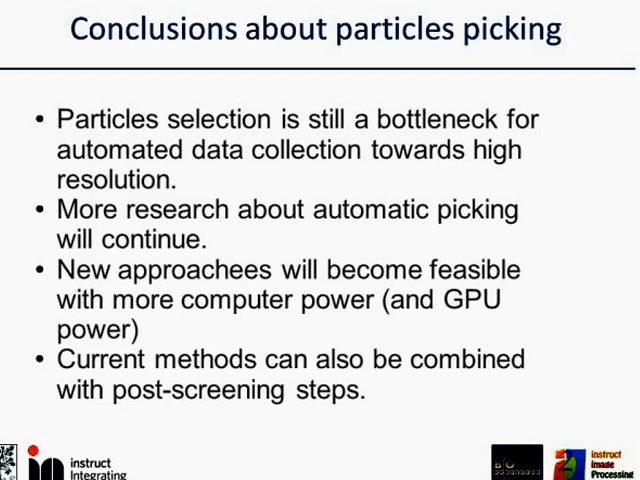 Conclusions about particles picking
• Particles selection is still a bottleneck for
automated data collection towards high
resolution.
• More research about automatic picking
will continue.
• New approachees will become feasible
with more computer power (and GPU
power)
• Current methods can also be combined
with post-screening steps.
instruct
Integrating
Instruct
Image
Processing